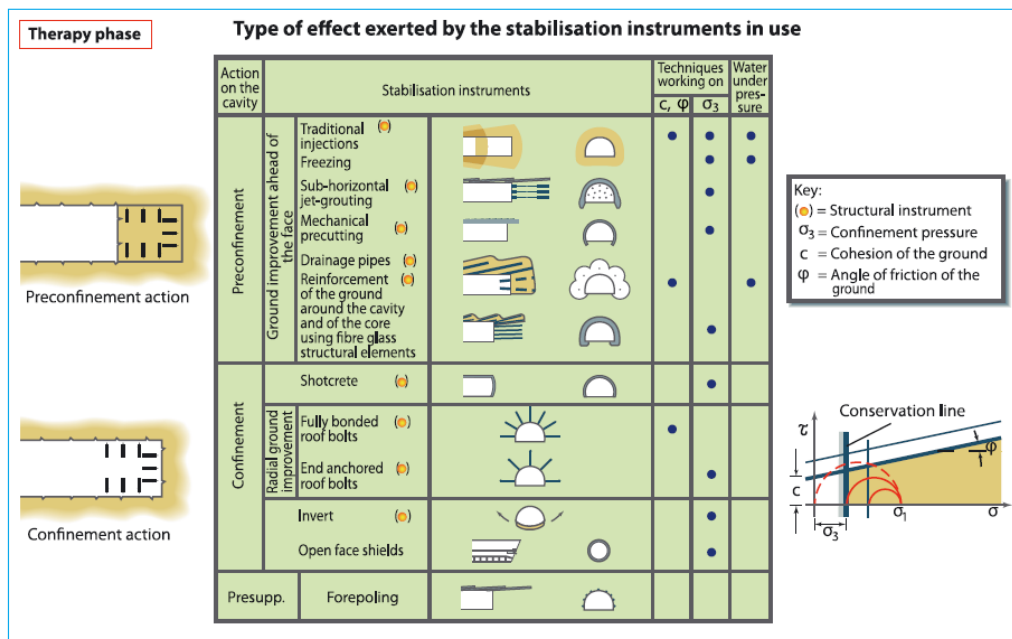 Therapy phase
Type of effect exerted by the stabilisation instruments in use
Action
on the
cavity
Stabilisation instruments
Techniques
working on
c, φ
σ3
Water
under
pres-
sure
Preconfinement
Ground improvement ahead of
the face
Traditional
injections
Freezing
Sub-horizontal
jet-grouting
Mechanical
precutting
Drainage pipes
Reinforcement
of the ground
around the cavity
and of the core
using fibre glass
structural elements
Confinement
Shotcrete
Radial ground
improvement
Fully bonded
roof bolts
End anchored
roof bolts
Invert
Open face shields
Presupp.
Forepoling
Preconfinement action
Confinement action
Key:
( ) = Structural instrument
σ3 = Confinement pressure
c = Cohesion of the ground
φ = Angle of friction of the
ground
Conservation line
τ
φ
c
σ1
σ
σ3